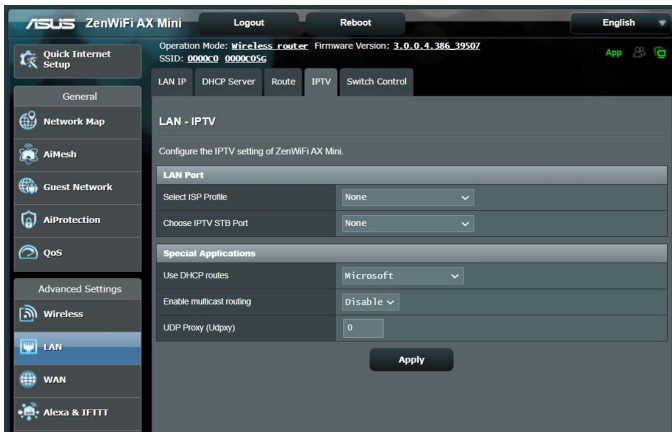 ASUS ZenWiFi AX Mini Logout Reboot English
Quick Internet Setup
Operation Mode: Wireless router Firmware Version: 3.0.0.4.386_39507
SSID: 0000C0 0000C05G
App
LAN IP DHCP Server Route IPTV Switch Control
General
Network Map
AiMesh
Guest Network
AiProtection
QoS
Advanced Settings
Wireless
LAN
WAN
Alexa & IFTTT
LAN - IPTV
Configure the IPTV setting of ZenWiFi AX Mini.
LAN Port
Select ISP Profile None
Choose IPTV STB Port None
Special Applications
Use DHCP routes Microsoft
Enable multicast routing Disable
UDP Proxy (Udpxy) 0
Apply